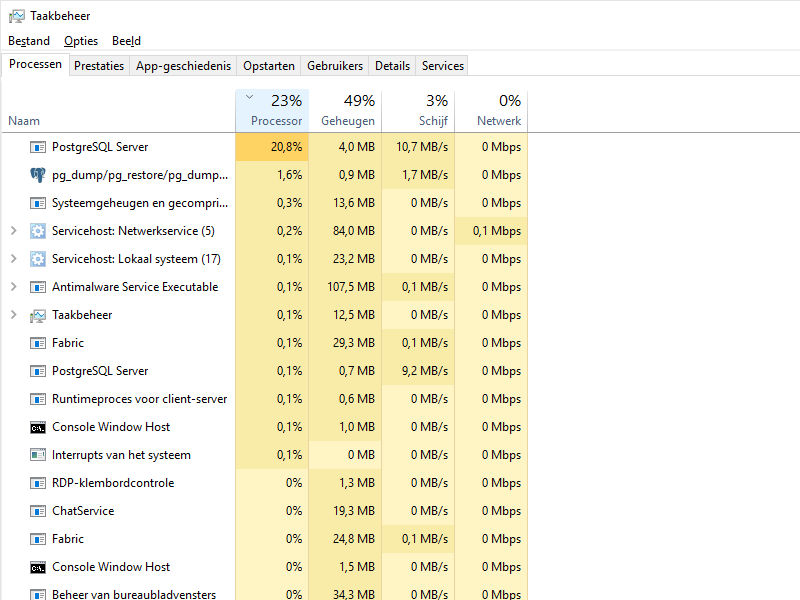 Taakbeheer
Bestand Opties Beeld
Processen Prestaties App-geschiedenis Opstarten Gebruikers Details Services
23% 49% 3% 0%
Naam Processor Geheugen Schijf Netwerk
PostgreSQL Server 20,8% 4,0 MB 10,7 MB/s 0 Mbps
pg_dump/pg_restore/pg_dump... 1,6% 0,9 MB 1,7 MB/s 0 Mbps
Systeemgeheugen en gecompri... 0,3% 13,6 MB 0 MB/s 0 Mbps
Servicehost: Netwerkservice (5) 0,2% 84,0 MB 0 MB/s 0,1 Mbps
Servicehost: Lokaal systeem (17) 0,1% 23,2 MB 0 MB/s 0 Mbps
Antimalware Service Executable 0,1% 107,5 MB 0,1 MB/s 0 Mbps
Taakbeheer 0,1% 12,5 MB 0 MB/s 0 Mbps
Fabric 0,1% 29,3 MB 0,1 MB/s 0 Mbps
PostgreSQL Server 0,1% 0,7 MB 9,2 MB/s 0 Mbps
Runtimeproces voor client-server 0,1% 0,6 MB 0 MB/s 0 Mbps
Console Window Host 0,1% 1,0 MB 0 MB/s 0 Mbps
Interrupts van het systeem 0,1% 0 MB 0 MB/s 0 Mbps
RDP-klembordcontrole 0% 1,3 MB 0 MB/s 0 Mbps
ChatService 0% 19,3 MB 0 MB/s 0 Mbps
Fabric 0% 24,8 MB 0,1 MB/s 0 Mbps
Console Window Host 0% 1,5 MB 0 MB/s 0 Mbps
Beheer van bureaubladvensters 0% 34,3 MB 0 MB/s 0 Mbps